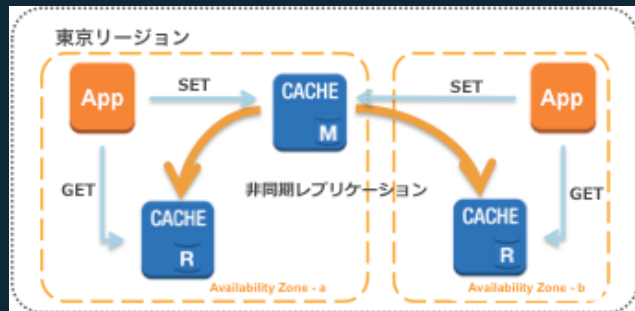 東京リージョン
App
SET
CACHE
M
SET
App
GET
非同期レプリケーション
GET
CACHE
R
CACHE
R
Availability Zone - a
Availability Zone - b